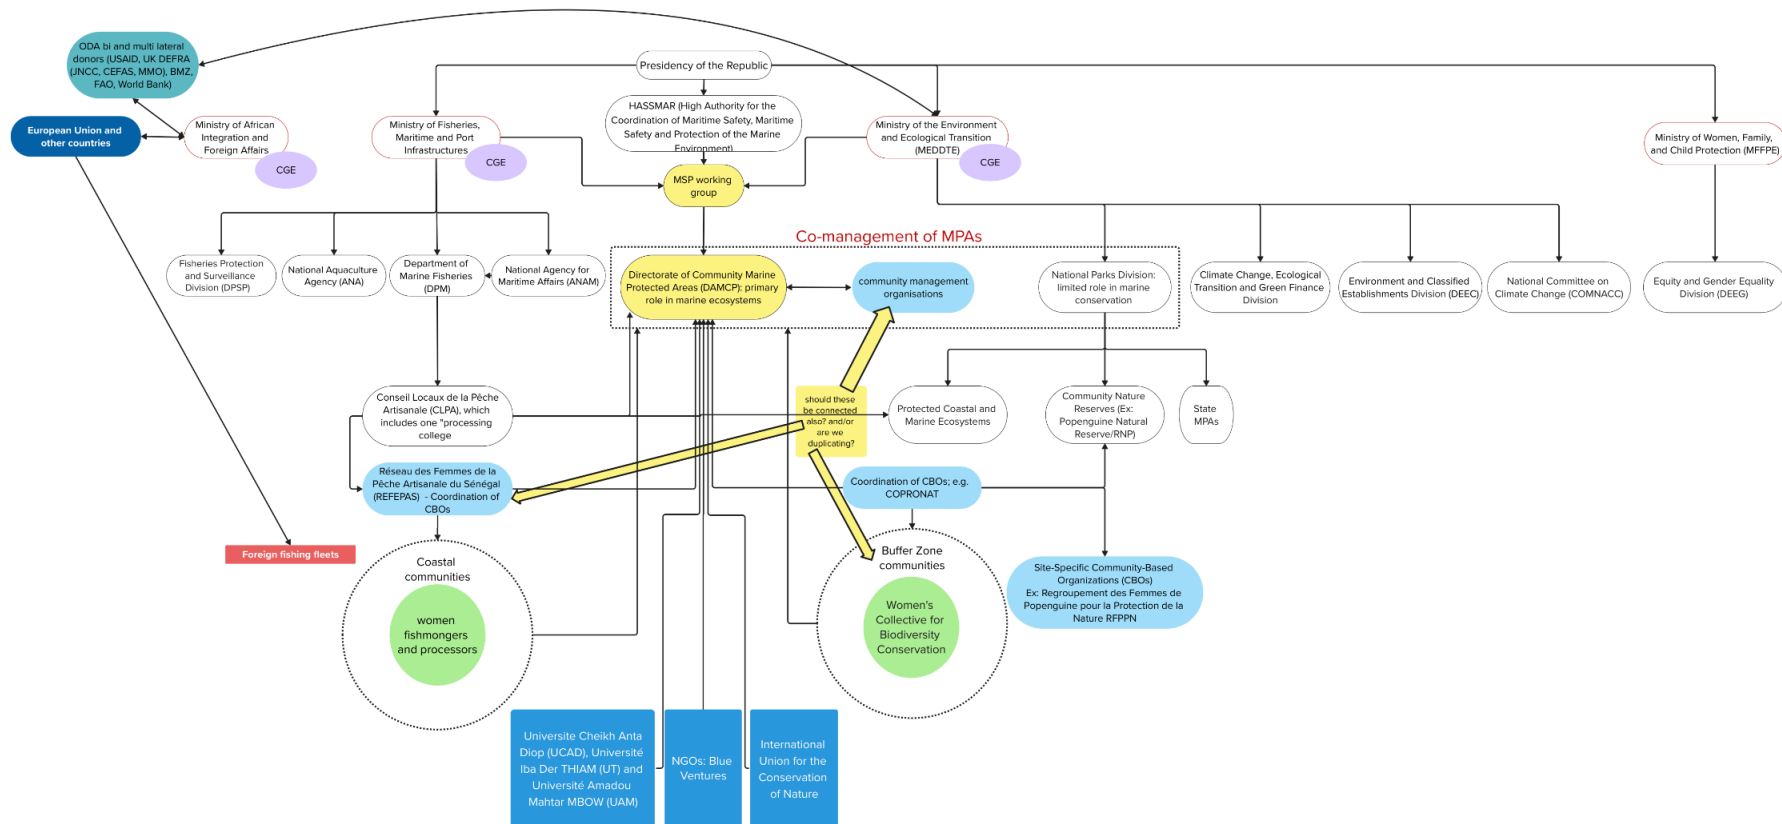 ODA bi and multi lateral
donors (USAID, UK DEFRA
(JNCC, CEFAS, MMO), BMZ,
FAO, World Bank)
Presidency of the Republic
European Union and
other countries
Ministry of African
Integration and
Foreign Affairs
CGE
Ministry of Fisheries,
Maritime and Port
Infrastructures
CGE
HASSMAR (High Authority for the
Coordination of Maritime Safety, Maritime
Safety and Protection of the Marine
Environment)
Ministry of the Environment
and Ecological Transition
(MEDDTE)
CGE
Ministry of Women, Family,
and Child Protection (MFFPE)
MSP working
group
Co-management of MPAs
Fisheries Protection
and Surveillance
Division (DPSP)
National Aquaculture
Agency (ANA)
Department of
Marine Fisheries
(DPM)
National Agency for
Maritime Affairs (ANAM)
Directorate of Community Marine
Protected Areas (DAMCP): primary
role in marine ecosystems
community management
organisations
National Parks Division:
limited role in marine
conservation
Climate Change, Ecological
Transition and Green Finance
Division
Environment and Classified
Establishments Division (DEEC)
National Committee on
Climate Change (COMNACC)
Equity and Gender Equality
Division (DEEG)
Conseil Locaux de la Pêche
Artisanale (CLPA), which
includes one "processing
college
should these
be connected
also? and/or
are we
duplicating?
Protected Coastal and
Marine Ecosystems
Community Nature
Reserves (Ex:
Popenguine Natural
Reserve/RNP)
State
MPAs
Réseau des Femmes de la
Pêche Artisanale du Sénégal
(REFEPAS) - Coordination of
CBOs
Coordination of CBOs; e.g.
COPRONAT
Foreign fishing fleets
Coastal
communities
women
fishmongers
and processors
Buffer Zone
communities
Women's
Collective for
Biodiversity
Conservation
Site-Specific Community-Based
Organizations (CBOs)
Ex: Regroupement des Femmes de
Popenguine pour la Protection de la
Nature RFPPN
Universite Cheikh Anta
Diop (UCAD), Université
Iba Der THIAM (UT) and
Université Amadou
Mahtar MBOW (UAM)
NGOs: Blue
Ventures
International
Union for the
Conservation
of Nature